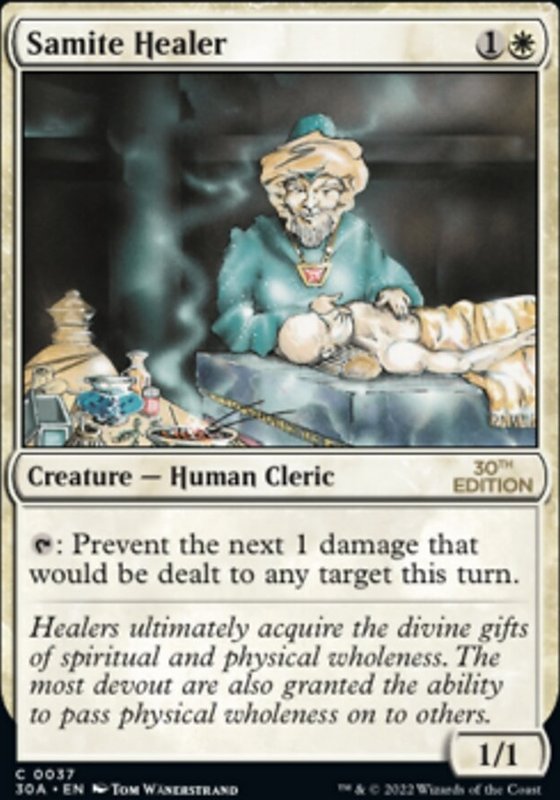 Samite Healer 1
Creature — Human Cleric
30TH
EDITION
: Prevent the next 1 damage that
would be dealt to any target this turn.
Healers ultimately acquire the divine gifts
of spiritual and physical wholeness. The
most devout are also granted the ability
to pass physical wholeness on to others.
1/1
C 0037
30A • EN Tom Wänerstrand
™ & © 2022 Wizards of the Coast